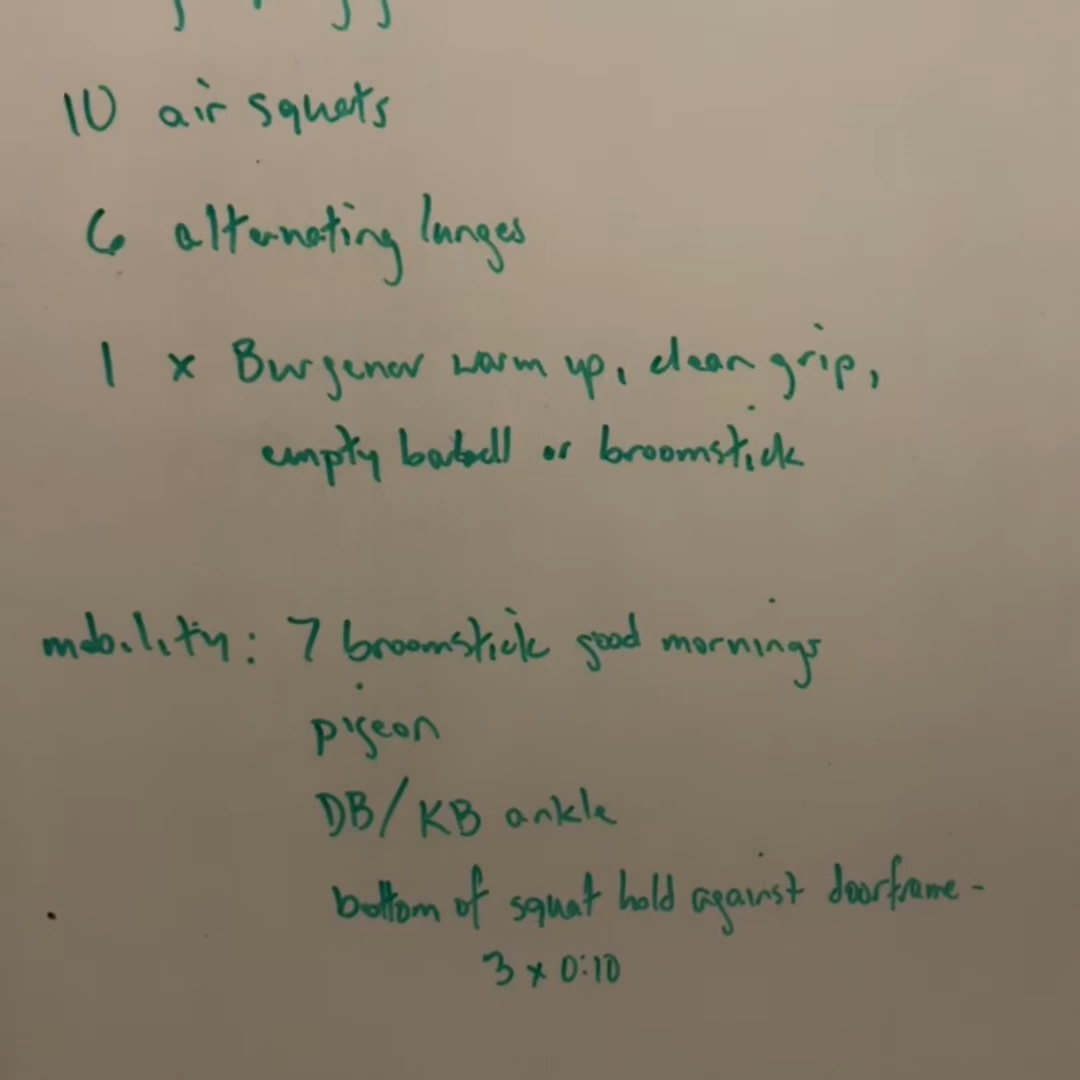 10 air squats
6 alternating lunges
1 x Burgener warm up, clean grip,
empty barbell or broomstick
mobility: 7 broomstick good mornings
pigeon
DB/KB ankle
bottom of squat hold against doorframe -
3 x 0:10